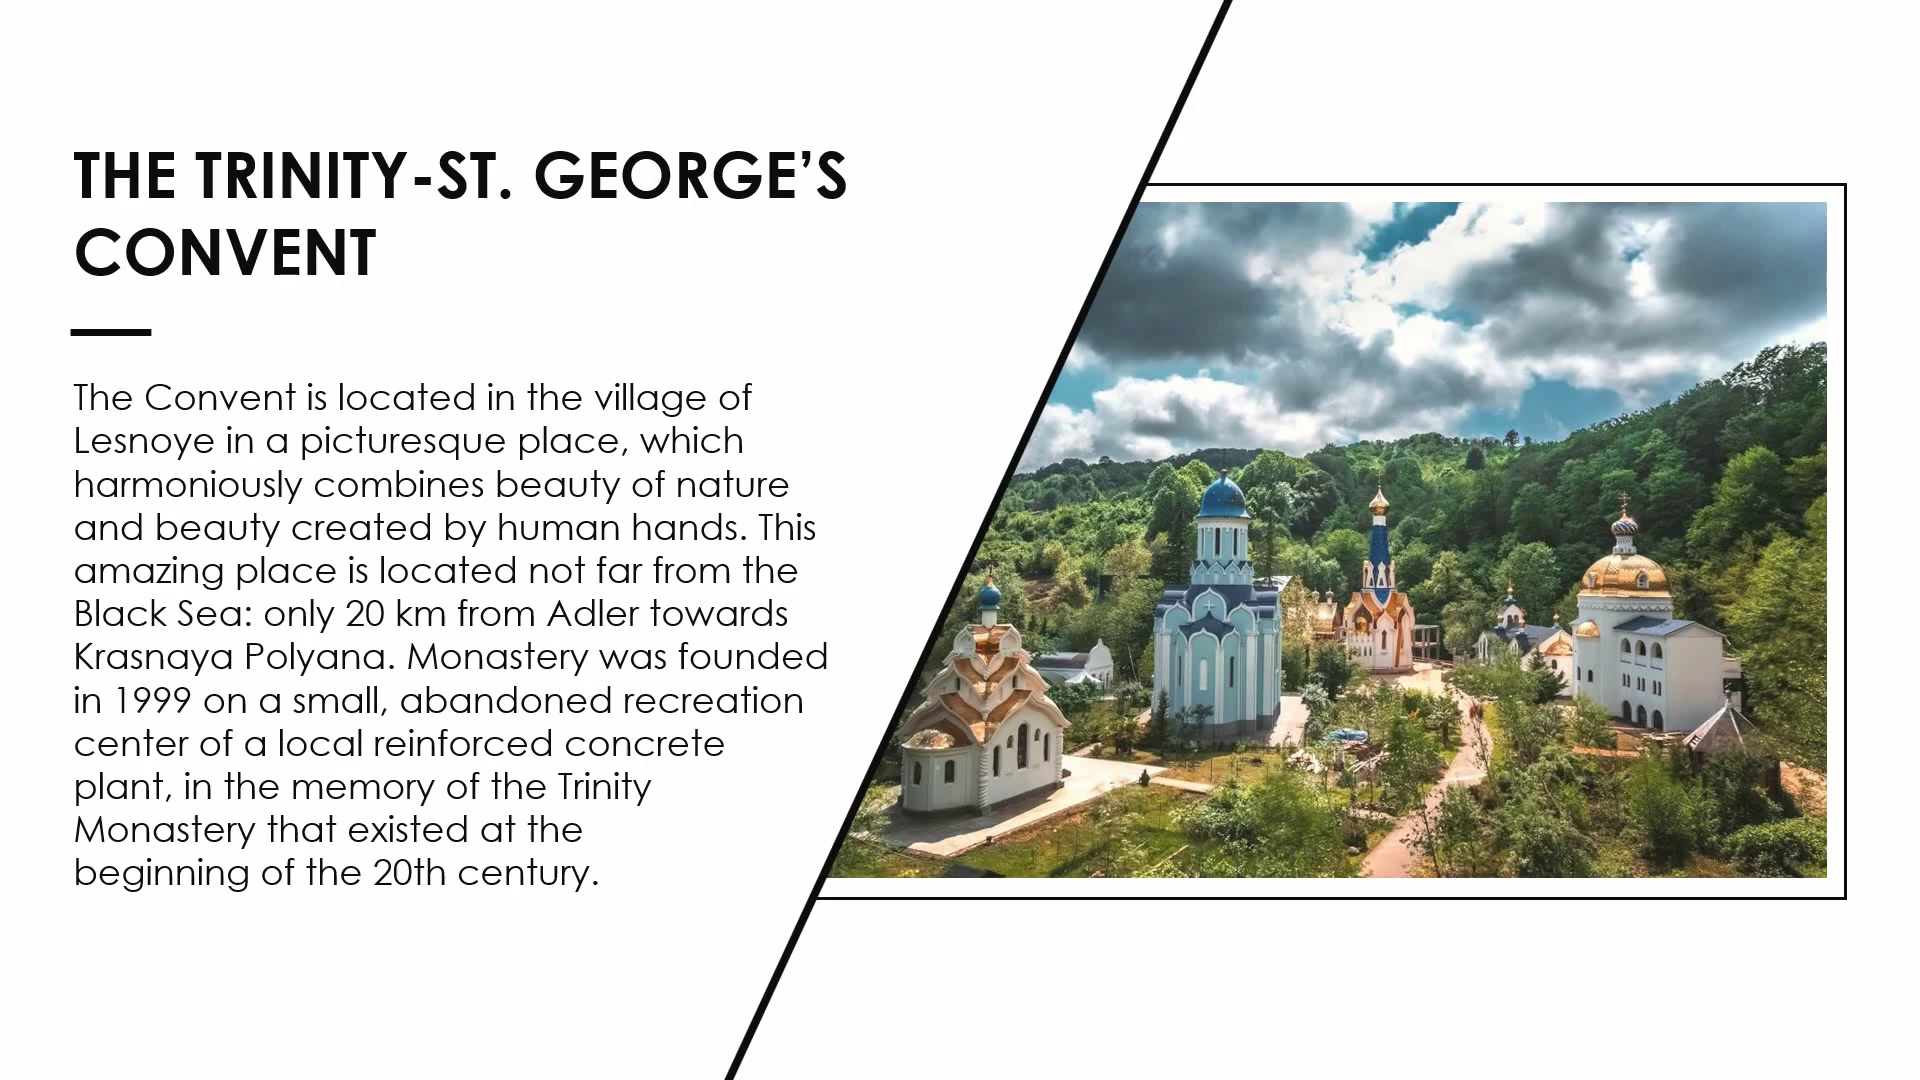 THE TRINITY-ST. GEORGE’S
CONVENT
The Convent is located in the village of
Lesnoye in a picturesque place, which
harmoniously combines beauty of nature
and beauty created by human hands. This
amazing place is located not far from the
Black Sea: only 20 km from Adler towards
Krasnaya Polyana. Monastery was founded
in 1999 on a small, abandoned recreation
center of a local reinforced concrete
plant, in the memory of the Trinity
Monastery that existed at the
beginning of the 20th century.